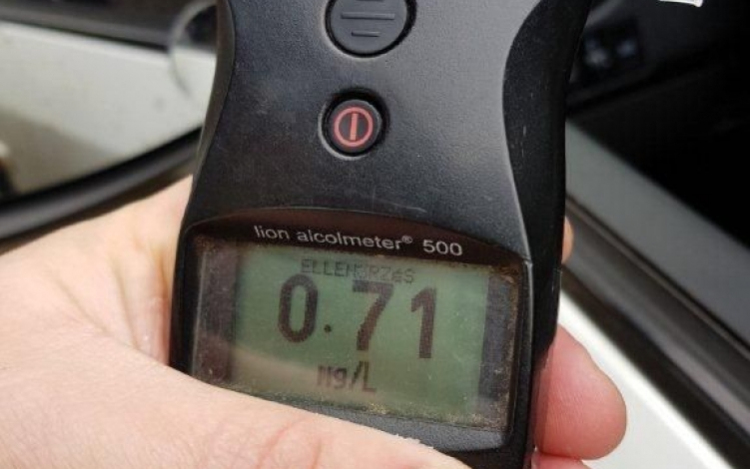 lion alcolmeter® 500
ELLENŐRZéS
0.71
Mg/L